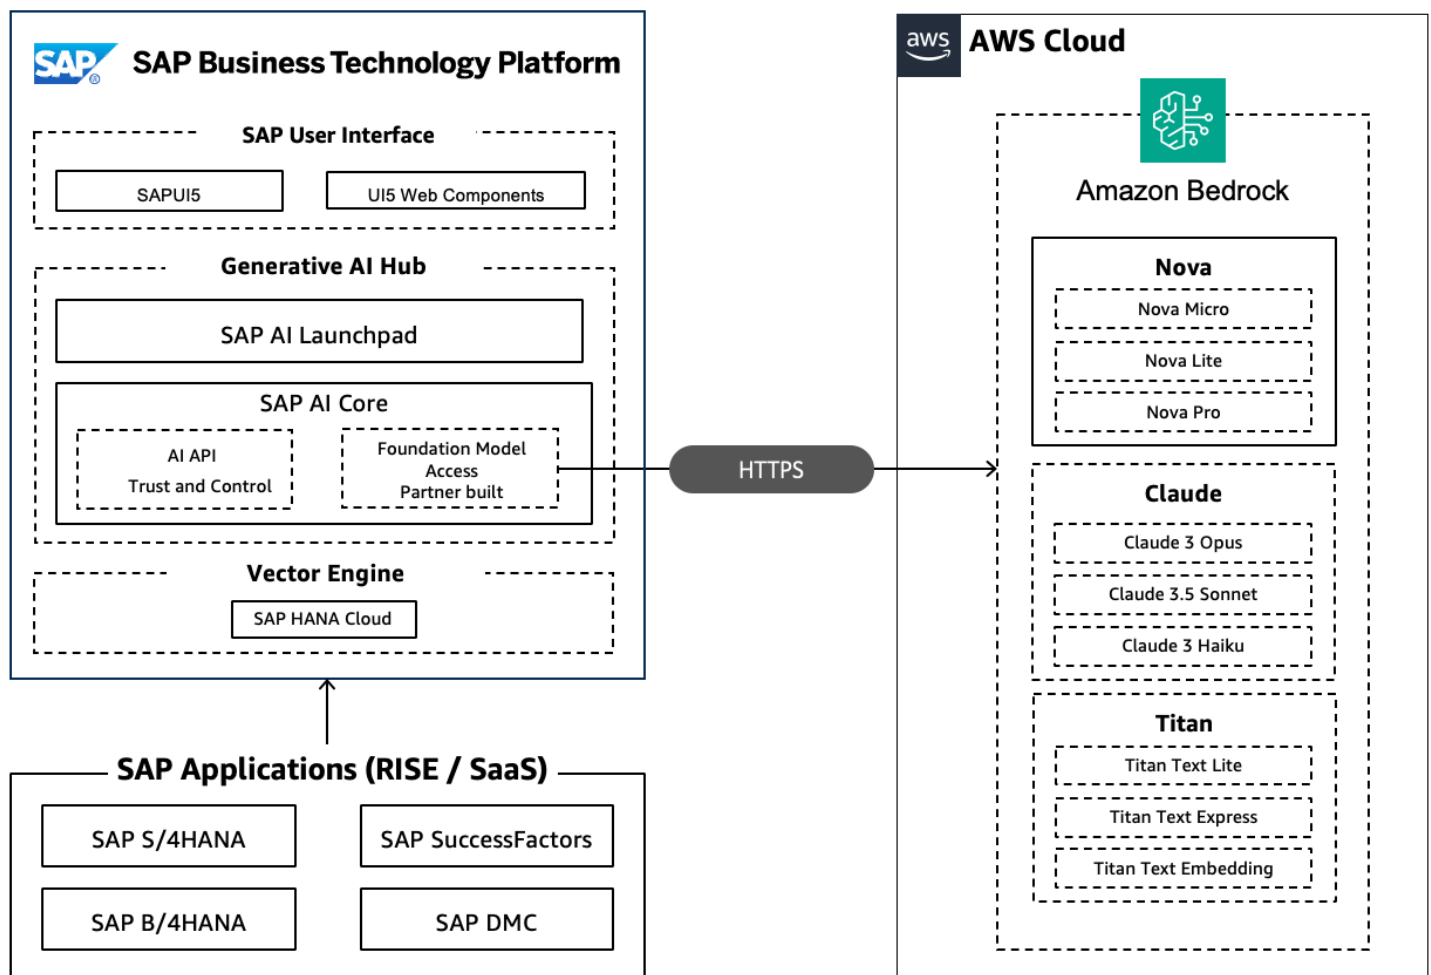 SAP
®
SAP Business Technology Platform
SAP User Interface
SAPUI5
UI5 Web Components
Generative AI Hub
SAP AI Launchpad
SAP AI Core
AI API
Trust and Control
Foundation Model
Access
Partner built
Vector Engine
SAP HANA Cloud
SAP Applications (RISE / SaaS)
SAP S/4HANA
SAP SuccessFactors
SAP B/4HANA
SAP DMC
HTTPS
aws
AWS Cloud
Amazon Bedrock
Nova
Nova Micro
Nova Lite
Nova Pro
Claude
Claude 3 Opus
Claude 3.5 Sonnet
Claude 3 Haiku
Titan
Titan Text Lite
Titan Text Express
Titan Text Embedding